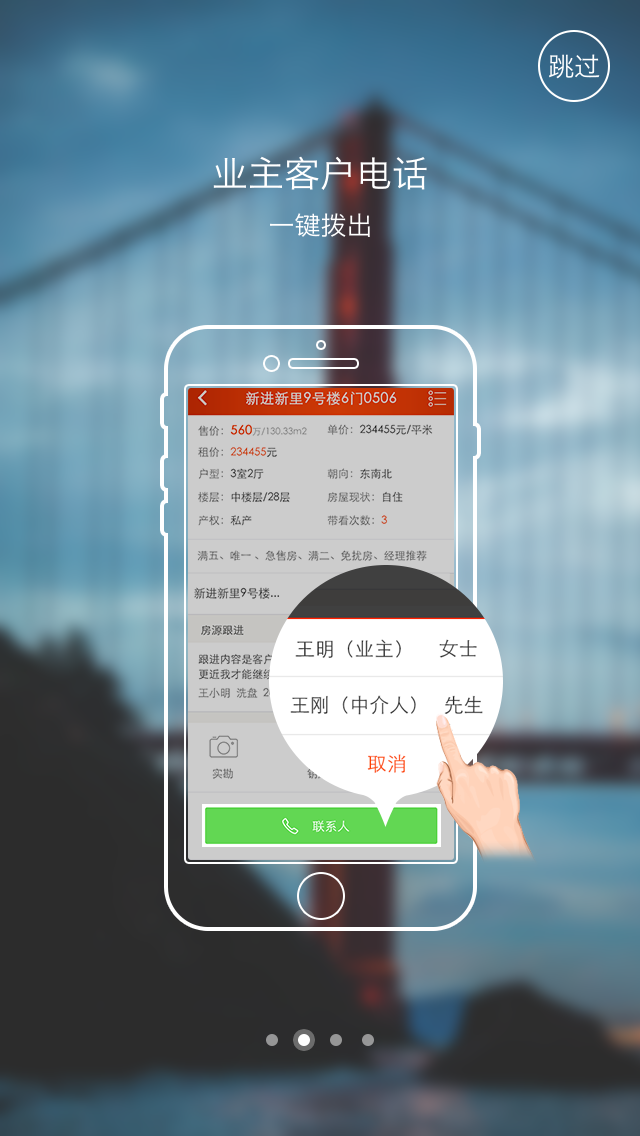 跳过
业主客户电话
一键拨出
新进新里9号楼6门0506
售价：560万/130.33m2 单价：234455元/平米
租价：234455元
户型：3室2厅 朝向：东南北
楼层：中楼层/28层 房屋现状：自住
产权：私产 带看次数：3
满五、唯一 、急售房、满二、免扰房、经理推荐
新进新里9号楼...
房源跟进
跟进内容是客户
更近我才能继续
王小明 洗盘 2
王明（业主） 女士
王刚（中介人） 先生
取消
实勘
联系人